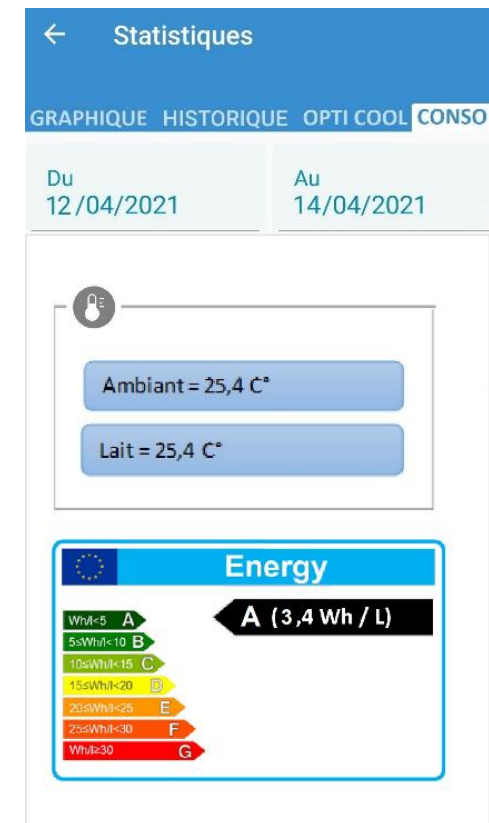 Statistiques
GRAPHIQUE HISTORIQUE OPTI COOL CONSO
Du Au
12/04/2021 14/04/2021
Ambiant = 25,4 C°
Lait = 25,4 C°
Energy
A (3,4 Wh / L)
Wh/l<5 A
5≤Wh/l<10 B
10≤Wh/l<15 C
15≤Wh/l<20 D
20≤Wh/l<25 E
25≤Wh/l<30 F
Wh/l≥30 G